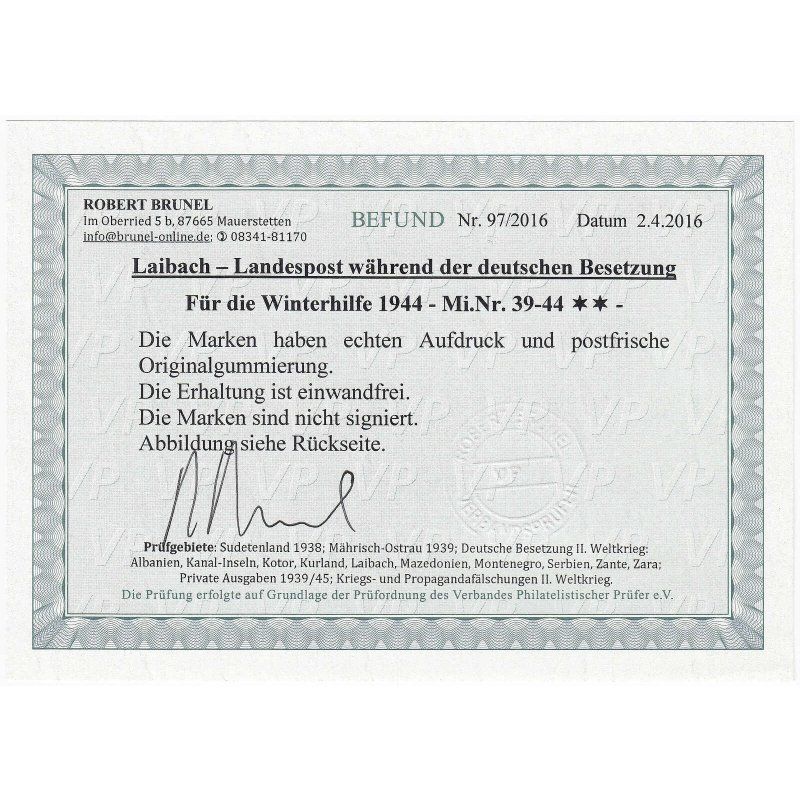 ROBERT BRUNEL
Im Oberried 5 b, 87665 Mauerstetten
info@brunel-online.de; ✆ 08341-81170
BEFUND Nr. 97/2016 Datum 2.4.2016
Laibach – Landespost während der deutschen Besetzung
Für die Winterhilfe 1944 - Mi.Nr. 39-44 ✶✶ -
Die Marken haben echten Aufdruck und postfrische
Originalgummierung.
Die Erhaltung ist einwandfrei.
Die Marken sind nicht signiert.
Abbildung siehe Rückseite.
ROBERT BRUNEL
VP
VERBANDSPRÜFER
Prüfgebiete: Sudetenland 1938; Mährisch-Ostrau 1939; Deutsche Besetzung II. Weltkrieg:
Albanien, Kanal-Inseln, Kotor, Kurland, Laibach, Mazedonien, Montenegro, Serbien, Zante, Zara;
Private Ausgaben 1939/45; Kriegs- und Propagandafälschungen II. Weltkrieg.
Die Prüfung erfolgte auf Grundlage der Prüfordnung des Verbandes Philatelistischer Prüfer e.V.